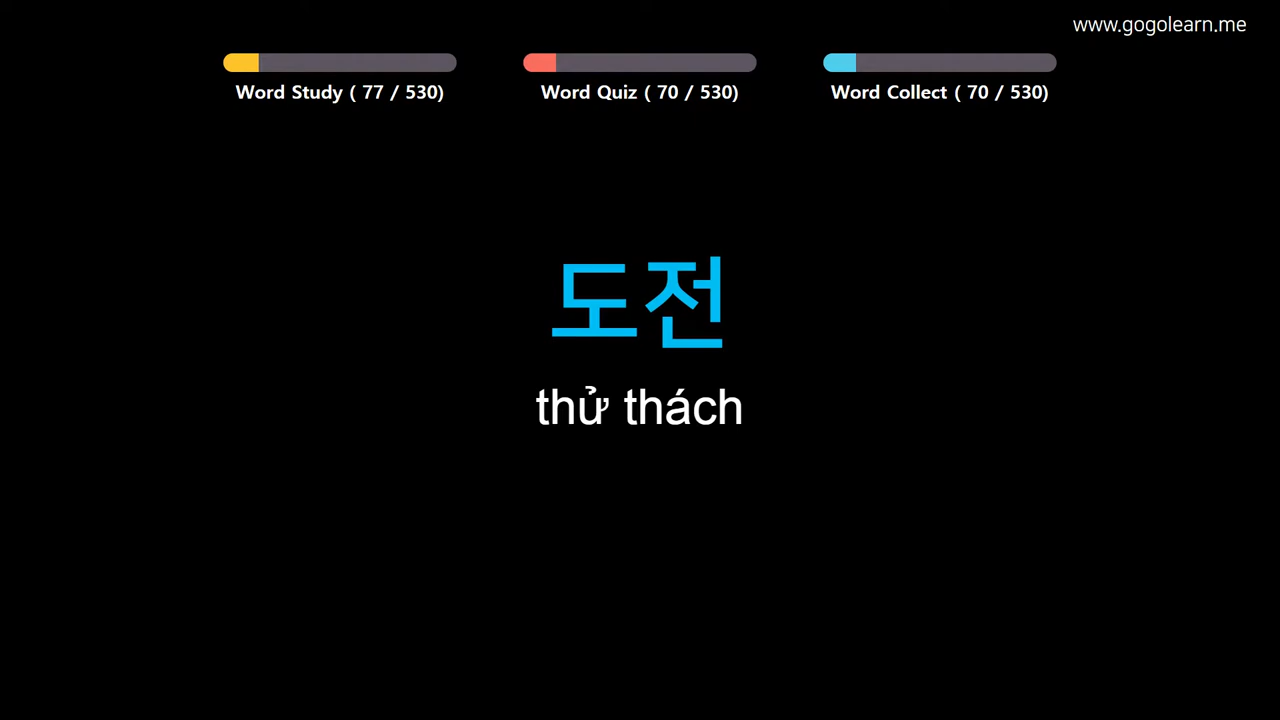 www.gogolearn.me
Word Study ( 77 / 530)
Word Quiz ( 70 / 530)
Word Collect ( 70 / 530)
도전
thử thách